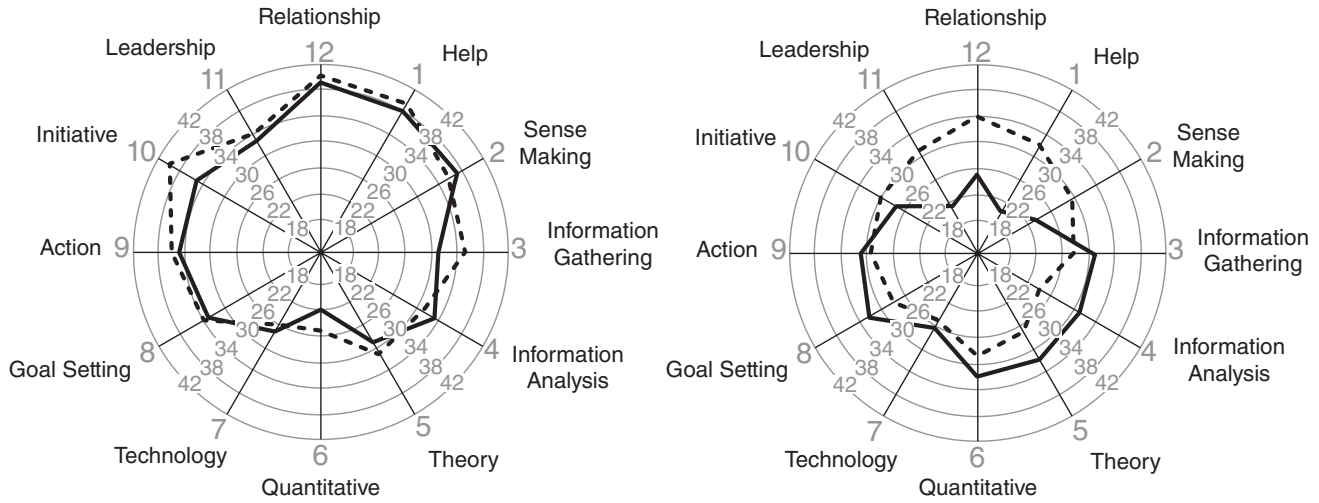 Relationship
12
Leadership
11
1
Help
Initiative
10
42
38
34
30
26
22
18
42
38
34
30
26
22
18
2
Sense
Making
Action
9
3
Information
Gathering
18
22
26
30
34
38
42
18
22
26
30
34
38
42
8
Goal Setting
4
Information
Analysis
7
Technology
5
Theory
6
Quantitative
Relationship
12
Leadership
11
1
Help
Initiative
10
42
38
34
30
26
22
18
42
38
34
30
26
22
18
2
Sense
Making
Action
9
3
Information
Gathering
18
22
26
30
34
38
42
18
22
26
30
34
38
42
8
Goal Setting
4
Information
Analysis
7
Technology
5
Theory
6
Quantitative